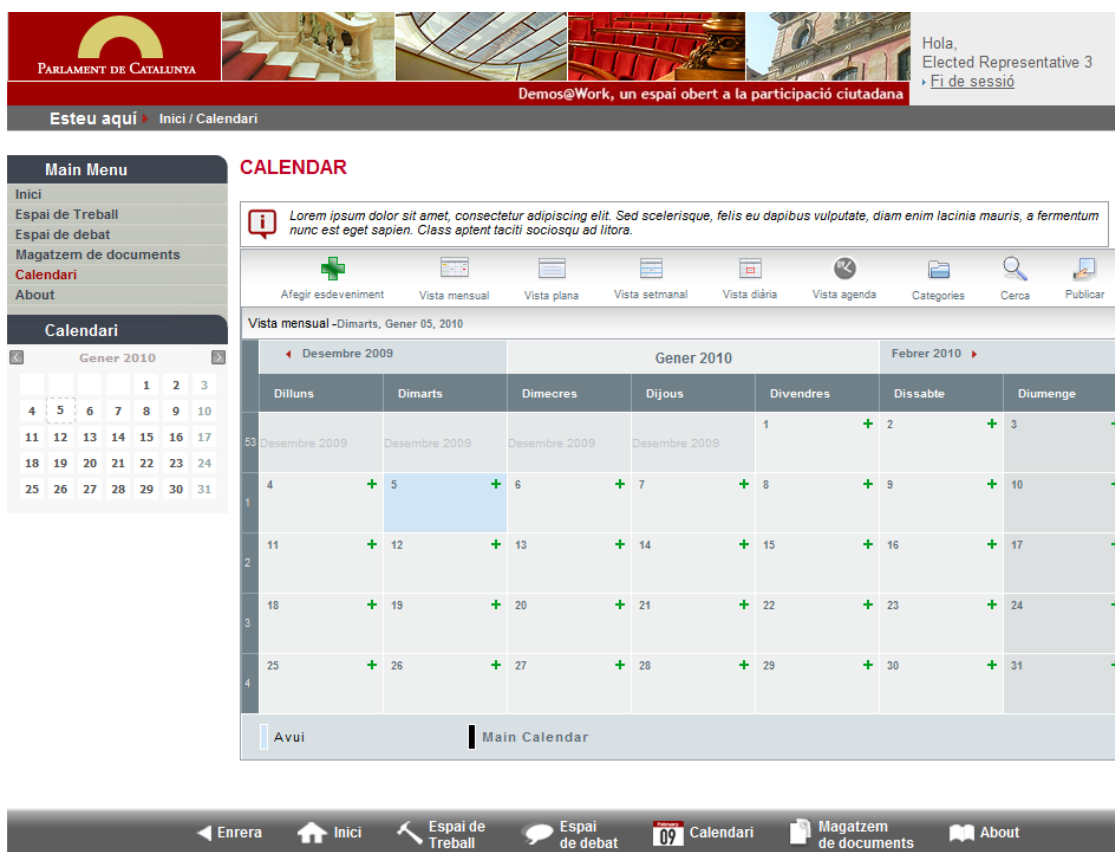 PARLAMENT DE CATALUNYA
Hola,
Elected Representative 3
Fi de sessió
Demos@Work, un espai obert a la participació ciutadana
Esteu aquí Inici / Calendari
Main Menu
Inici
Espai de Treball
Espai de debat
Magatzem de documents
Calendari
About
Calendari
Gener 2010
1 2 3
4 5 6 7 8 9 10
11 12 13 14 15 16 17
18 19 20 21 22 23 24
25 26 27 28 29 30 31
CALENDAR
Lorem ipsum dolor sit amet, consectetur adipiscing elit. Sed scelerisque, felis eu dapibus vulputate, diam enim lacinia mauris, a fermentum
nunc est eget sapien. Class aptent taciti sociosqu ad litora.
Afegir esdeveniment Vista mensual Vista plana Vista setmanal Vista diària Vista agenda Categories Cerca Publicar
Vista mensual -Dimarts, Gener 05, 2010
Desembre 2009 Gener 2010 Febrer 2010
Dilluns Dimarts Dimecres Dijous Divendres Dissabte Diumenge
53 Desembre 2009 Desembre 2009 Desembre 2009 Desembre 2009 1 2 3
1 4 5 6 7 8 9 10
2 11 12 13 14 15 16 17
3 18 19 20 21 22 23 24
4 25 26 27 28 29 30 31
Avui Main Calendar
Enrera Inici Espai de Treball Espai de debat February 09 Calendari Magatzem de documents About